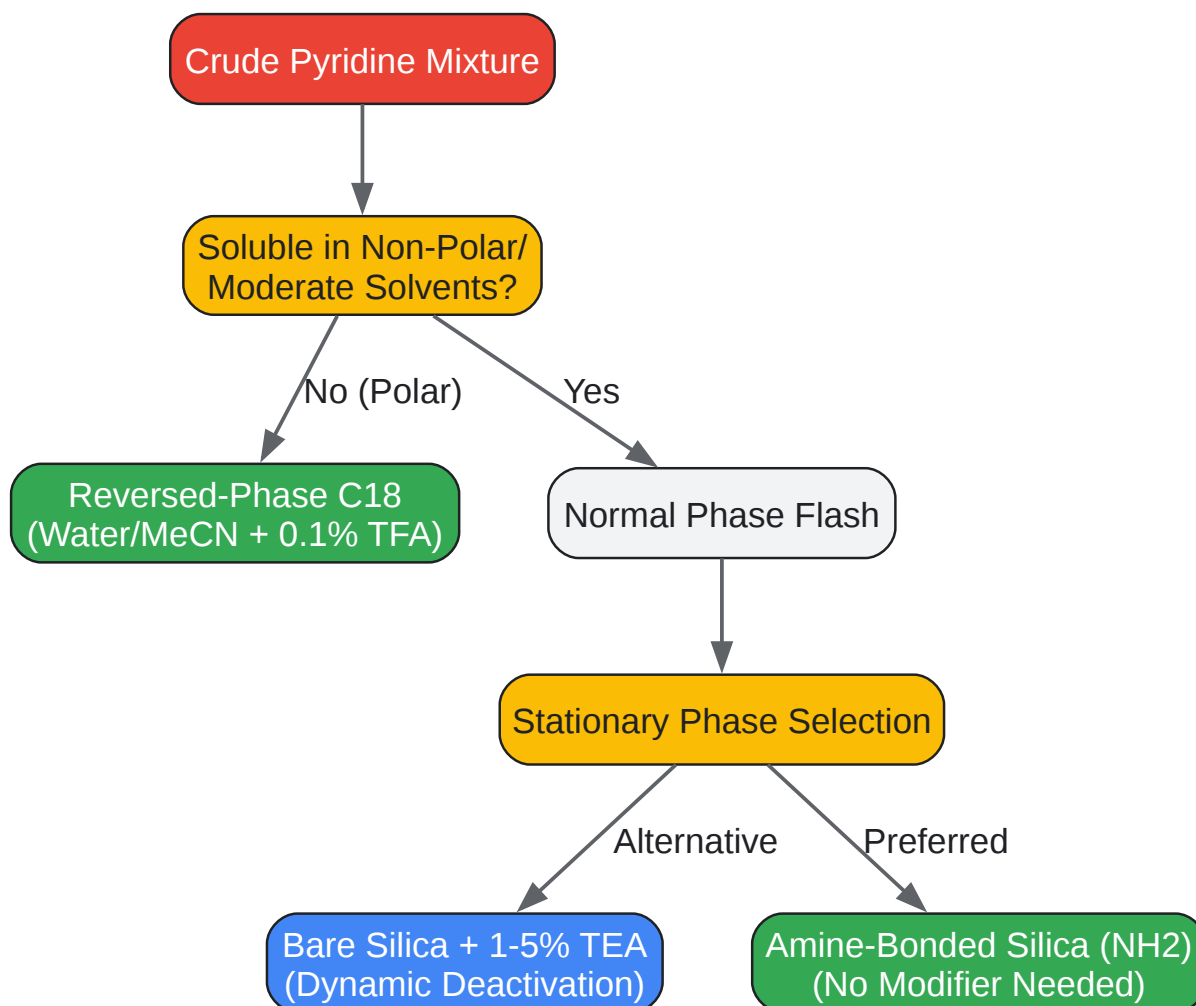 Crude Pyridine Mixture
Soluble in Non-Polar/
Moderate Solvents?
No (Polar)
Yes
Reversed-Phase C18
(Water/MeCN + 0.1% TFA)
Normal Phase Flash
Stationary Phase Selection
Alternative
Preferred
Bare Silica + 1-5% TEA
(Dynamic Deactivation)
Amine-Bonded Silica (NH2)
(No Modifier Needed)